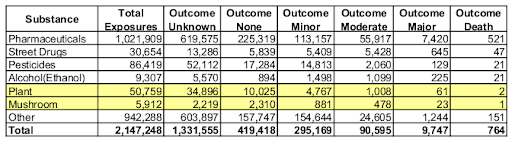 Substance Total Exposures Outcome Unknown Outcome None Outcome Minor Outcome Moderate Outcome Major Outcome Death
Pharmaceuticals 1,021,909 619,575 225,319 113,157 55,917 7,420 521
Street Drugs 30,654 13,286 5,839 5,409 5,428 645 47
Pesticides 86,419 52,112 17,284 14,813 2,060 129 21
Alcohol(Ethanol) 9,307 5,570 894 1,498 1,099 225 21
Plant 50,759 34,896 10,025 4,767 1,008 61 2
Mushroom 5,912 2,219 2,310 881 478 23 1
Other 942,288 603,897 157,747 154,644 24,605 1,244 151
Total 2,147,248 1,331,555 419,418 295,169 90,595 9,747 764